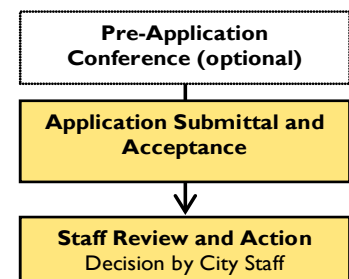 Pre-Application
Conference (optional)
Application Submittal and
Acceptance
Staff Review and Action
Decision by City Staff